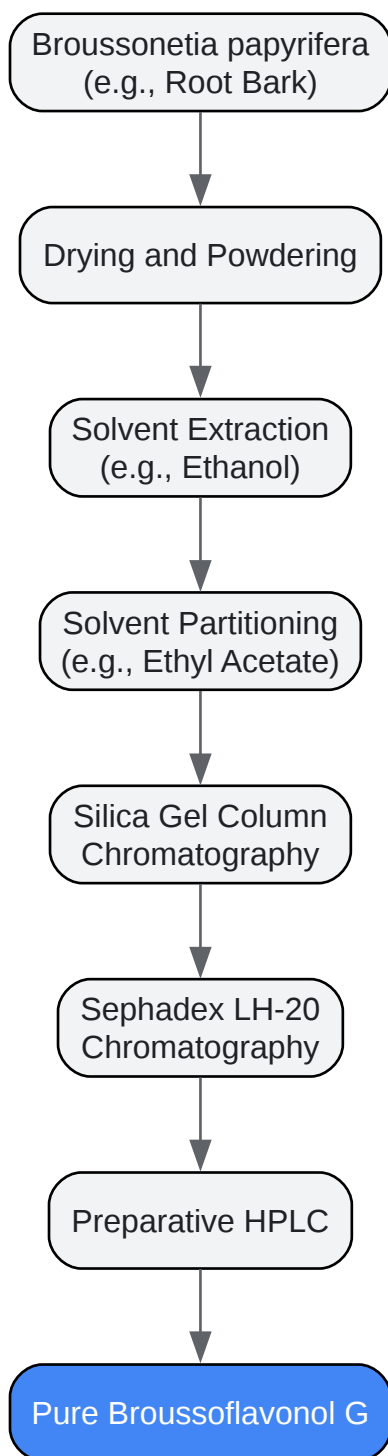 Broussonetia papyrifera
(e.g., Root Bark)
Drying and Powdering
Solvent Extraction
(e.g., Ethanol)
Solvent Partitioning
(e.g., Ethyl Acetate)
Silica Gel Column
Chromatography
Sephadex LH-20
Chromatography
Preparative HPLC
Pure Broussoflavonol G